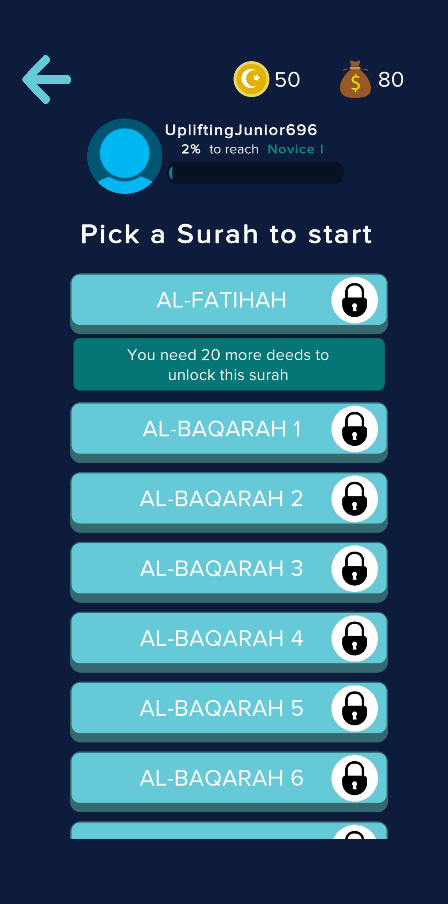 50
80
UpliftingJunior696
2% to reach Novice I
Pick a Surah to start
AL-FATIHAH
You need 20 more deeds to
unlock this surah
AL-BAQARAH 1
AL-BAQARAH 2
AL-BAQARAH 3
AL-BAQARAH 4
AL-BAQARAH 5
AL-BAQARAH 6